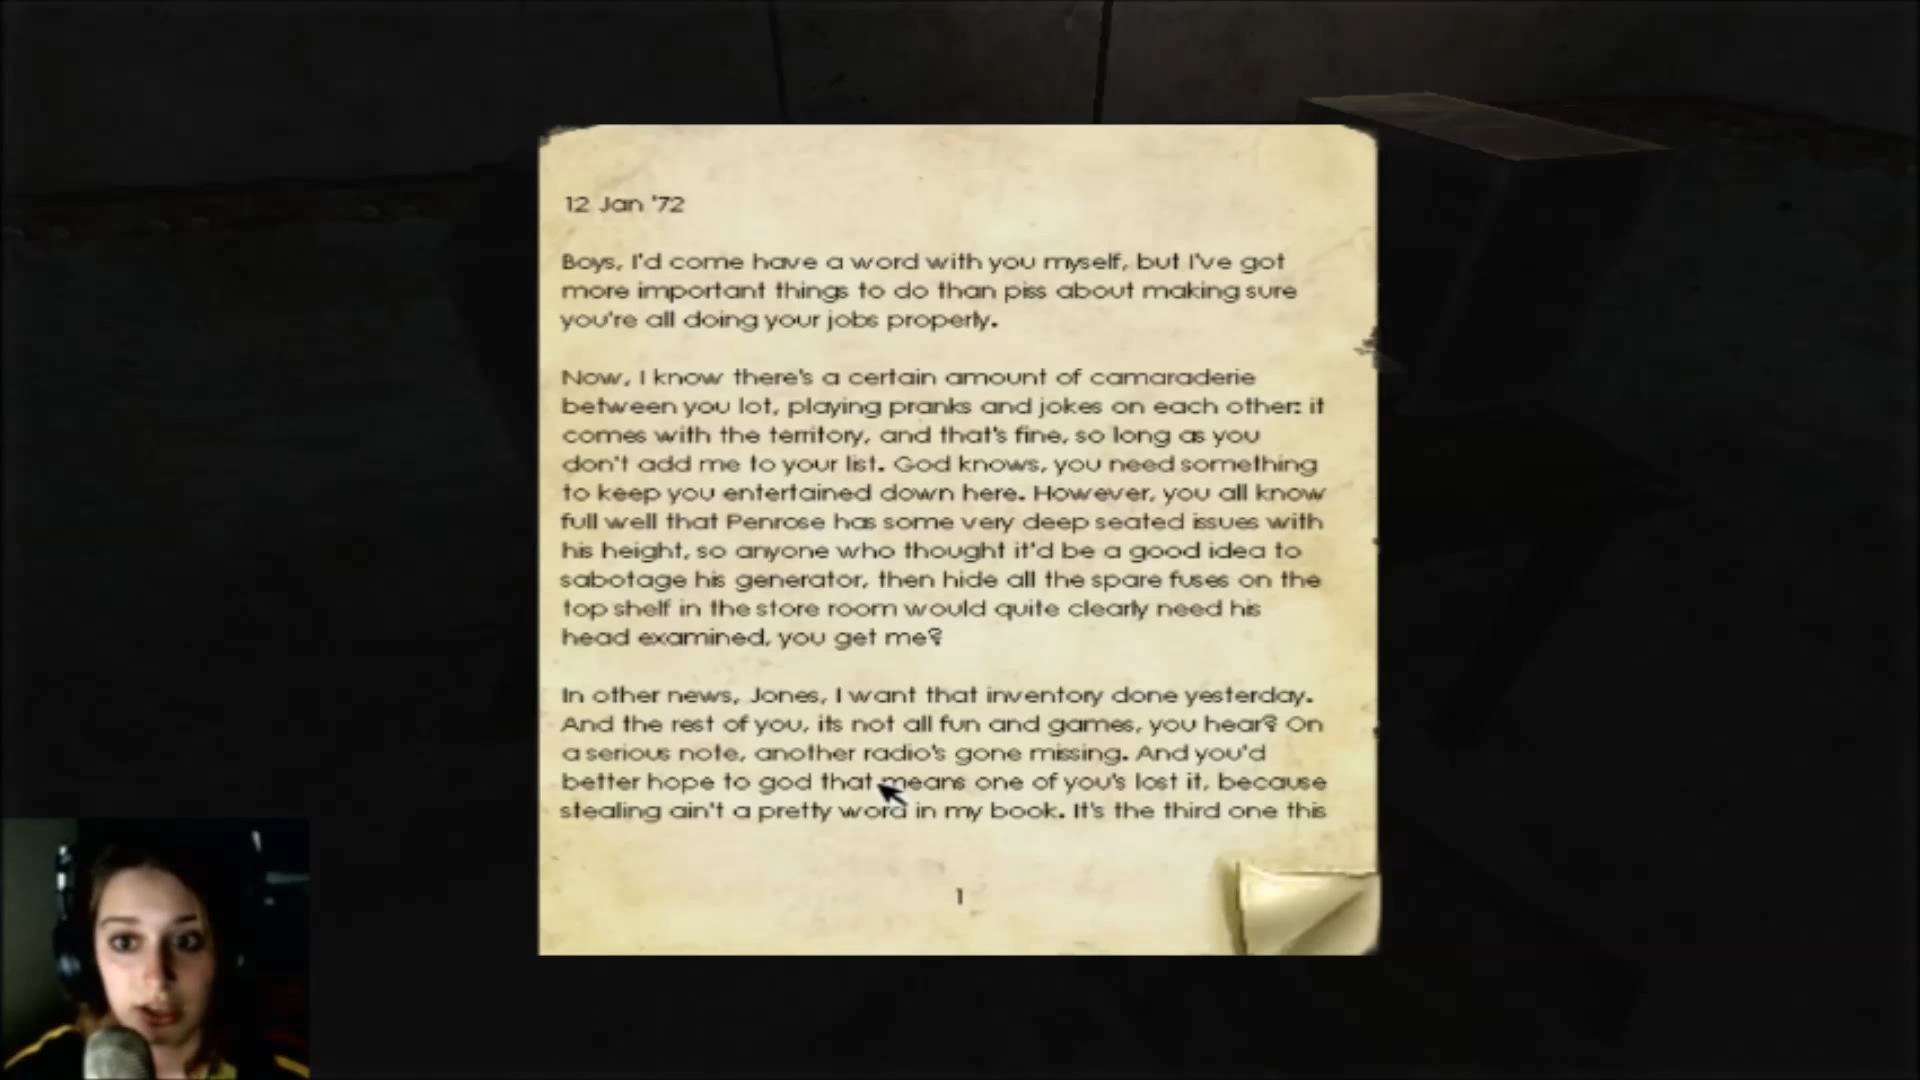 12 Jan '72
Boys, I'd come have a word with you myself, but I've got
more important things to do than piss about making sure
you're all doing your jobs properly.
Now, I know there's a certain amount of camaraderie
between you lot, playing pranks and jokes on each other: it
comes with the territory, and that's fine, so long as you
don't add me to your list. God knows, you need something
to keep you entertained down here. However, you all know
full well that Penrose has some very deep seated issues with
his height, so anyone who thought it'd be a good idea to
sabotage his generator, then hide all the spare fuses on the
top shelf in the store room would quite clearly need his
head examined, you get me?
In other news, Jones, I want that inventory done yesterday.
And the rest of you, its not all fun and games, you hear? On
a serious note, another radio's gone missing. And you'd
better hope to god that means one of you's lost it, because
stealing ain't a pretty word in my book. It's the third one this
1